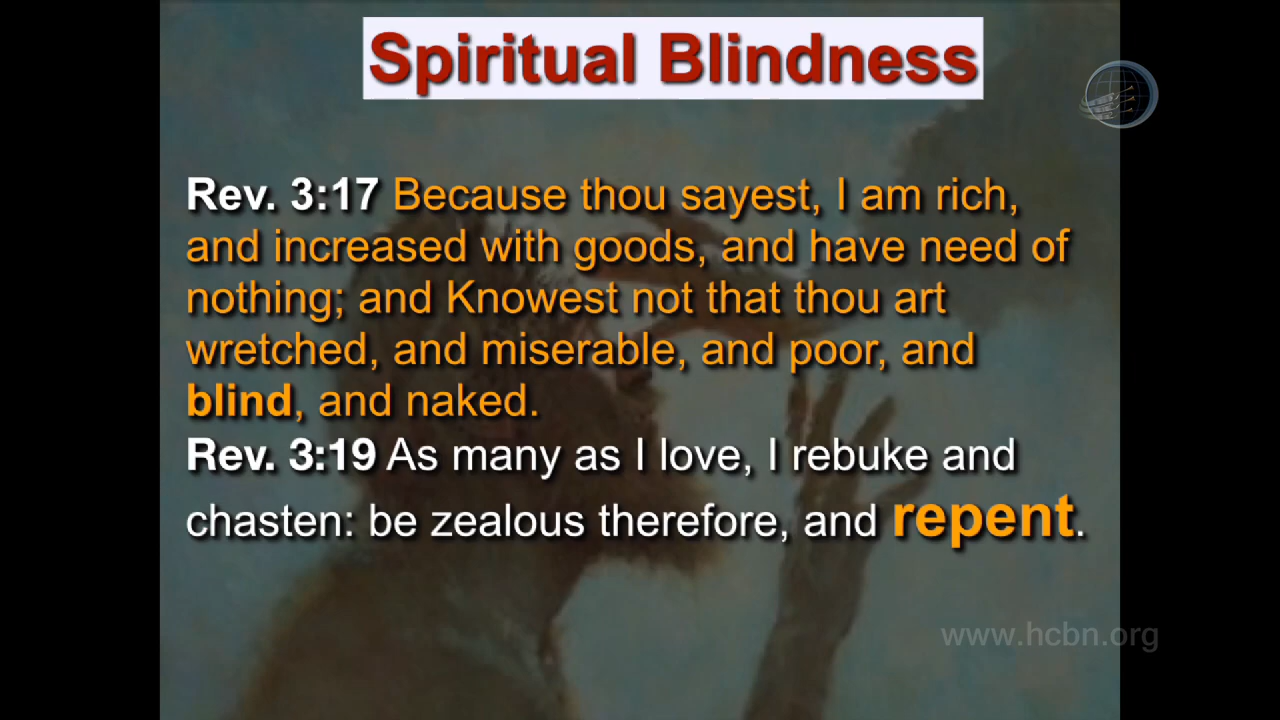 Spiritual Blindness
Rev. 3:17 Because thou sayest, I am rich,
and increased with goods, and have need of
nothing; and Knowest not that thou art
wretched, and miserable, and poor, and
blind, and naked.
Rev. 3:19 As many as I love, I rebuke and
chasten: be zealous therefore, and repent.
www.hcbn.org